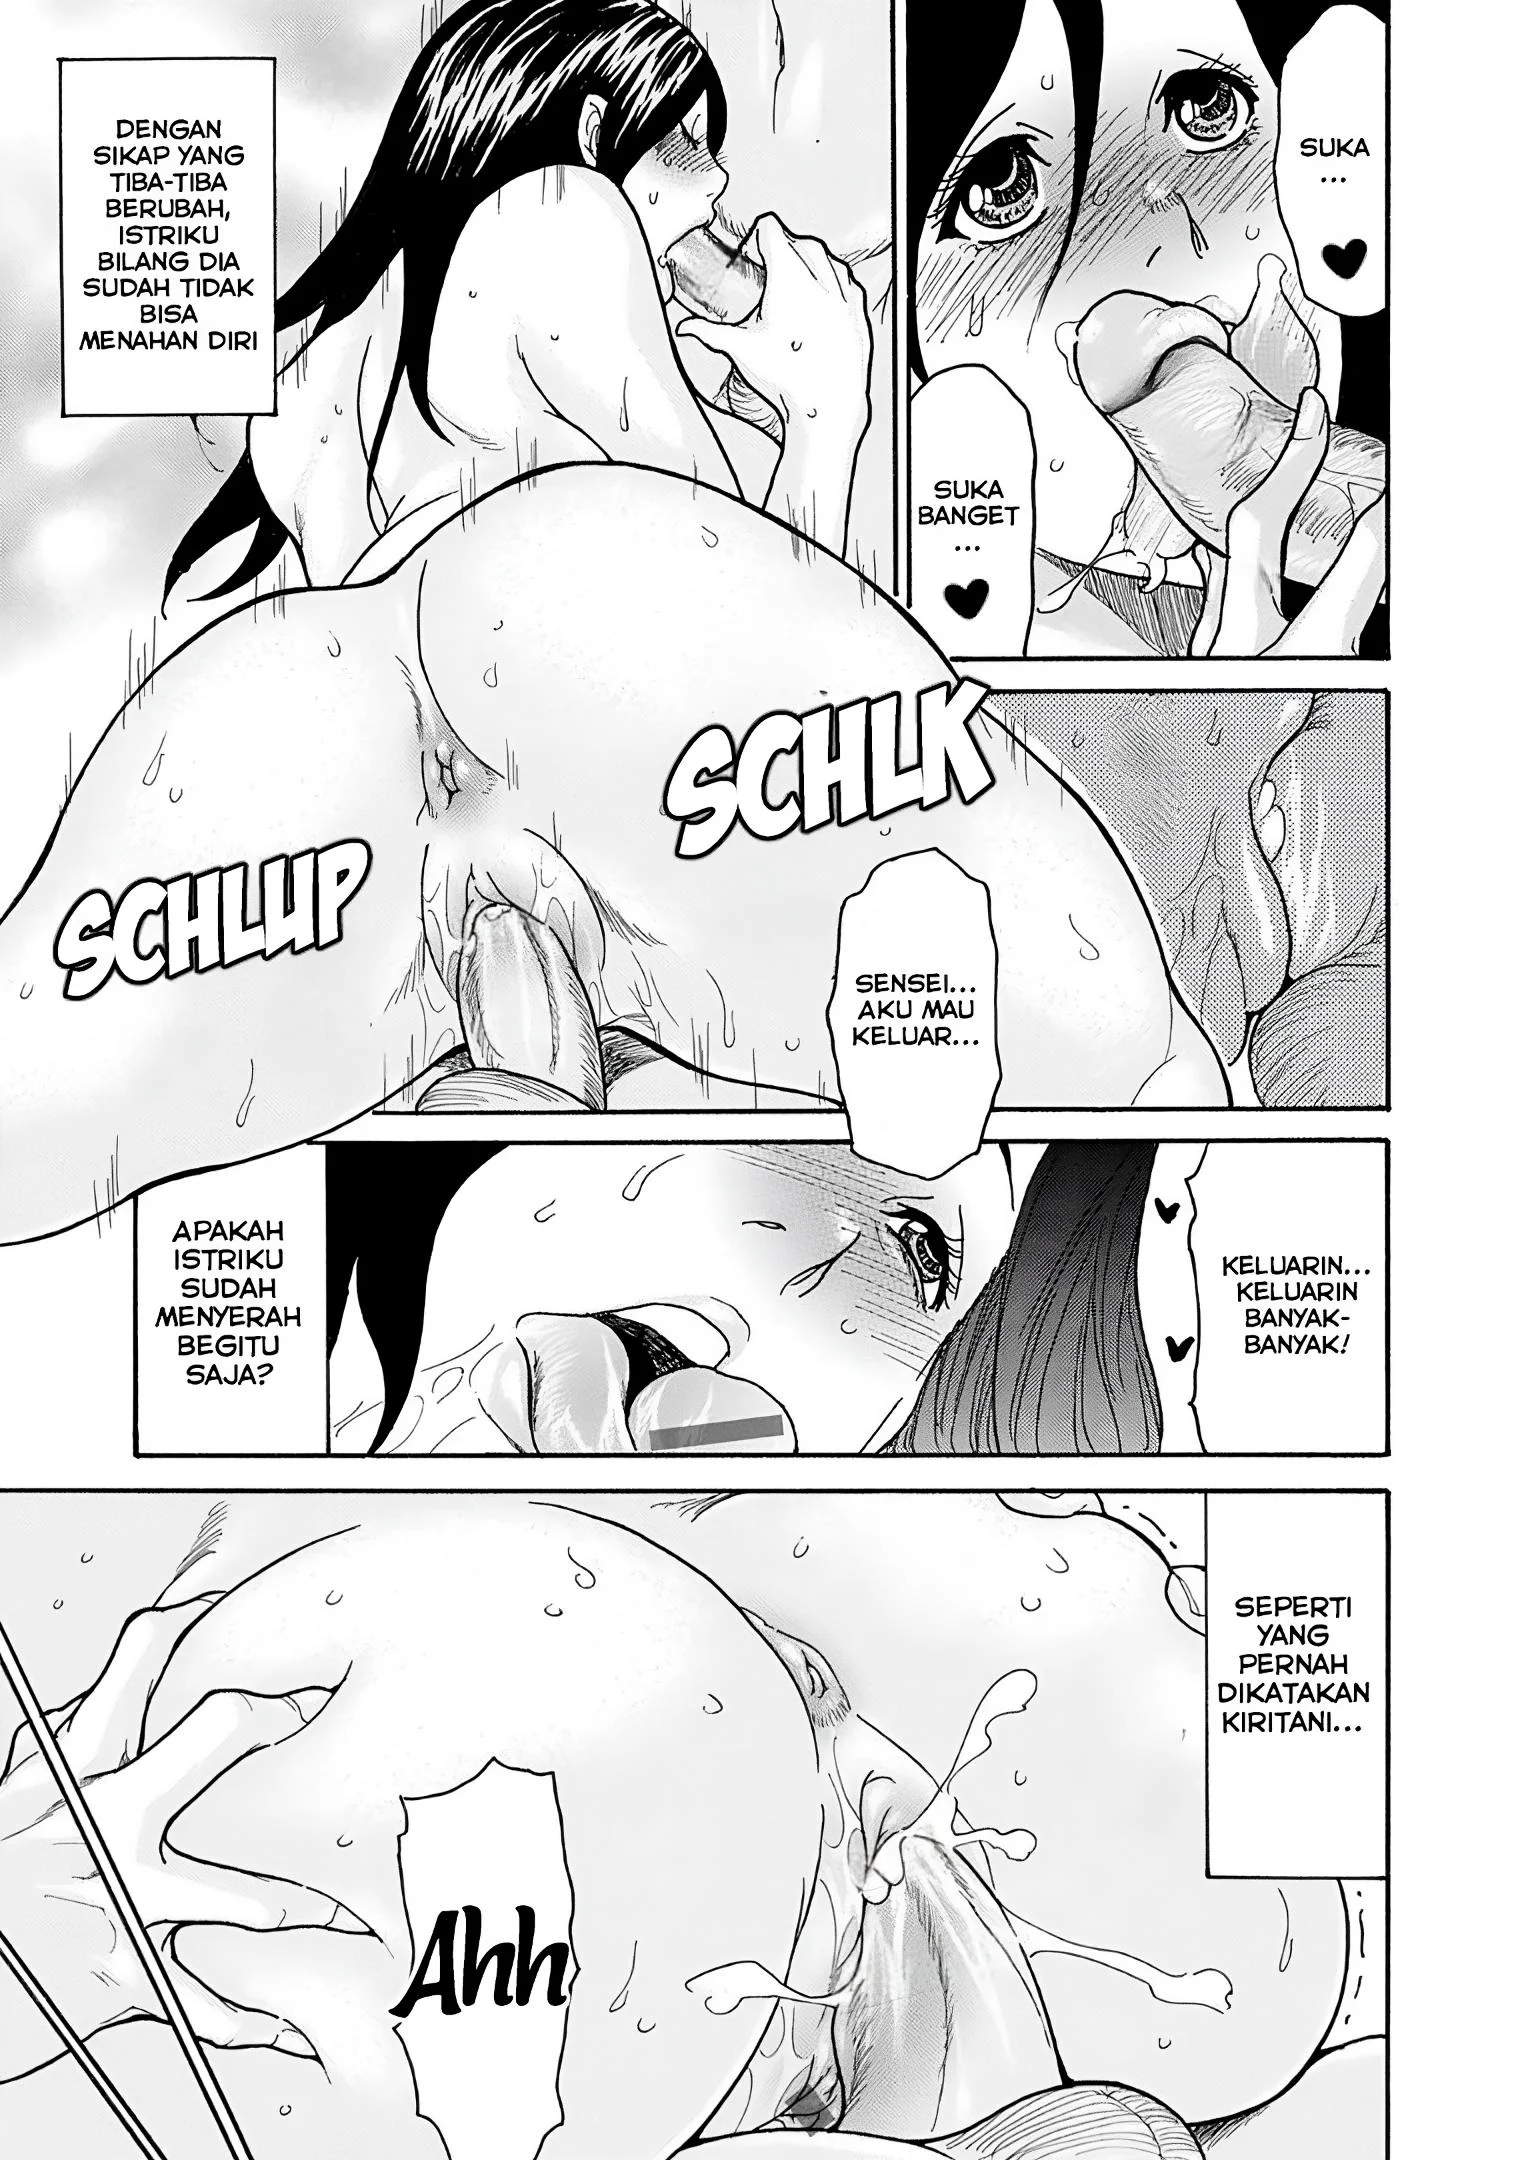 SUKA
...
SUKA
BANGET
...
DENGAN
SIKAP YANG
TIBA-TIBA
BERUBAH,
ISTRIKU
BILANG DIA
SUDAH TIDAK
BISA
MENAHAN DIRI
SCHLK
SCHLUP
SENSEI...
AKU MAU
KELUAR...
KELUARIN...
KELUARIN
BANYAK-
BANYAK!
APAKAH
ISTRIKU
SUDAH
MENYERAH
BEGITU
SAJA?
SEPERTI
YANG
PERNAH
DIKATAKAN
KIRITANI...
Ahh